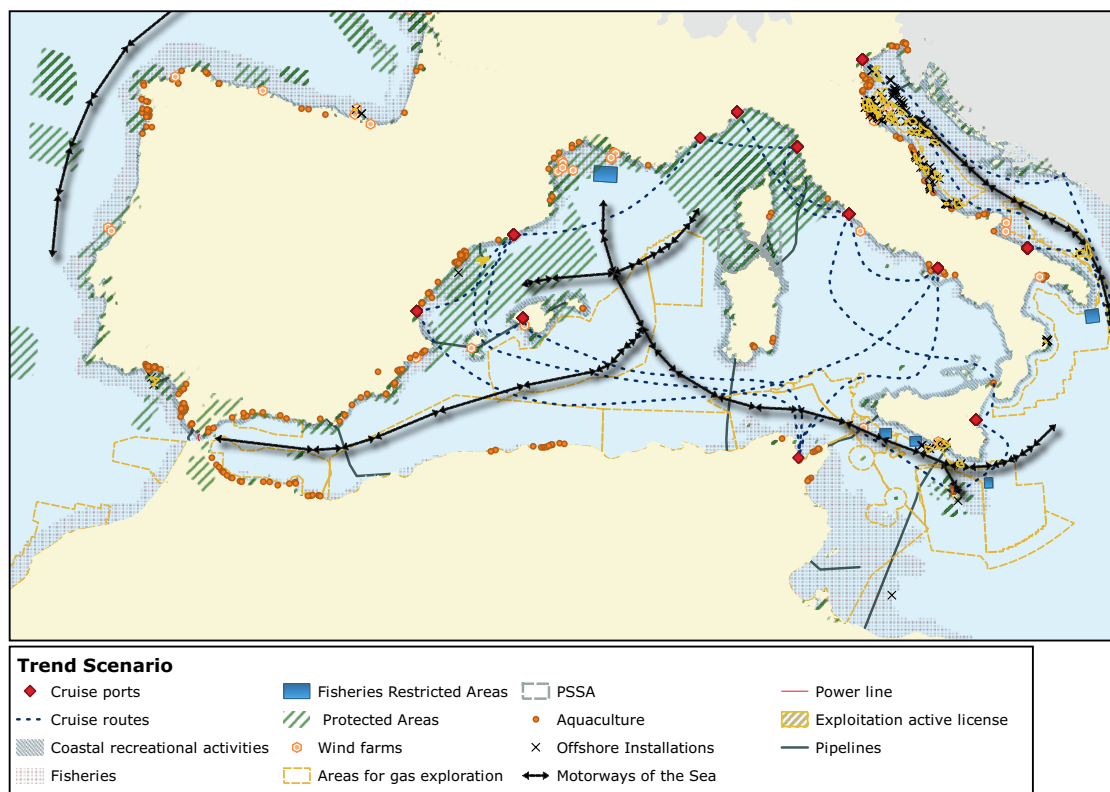 Trend Scenario
Cruise ports
Fisheries Restricted Areas
PSSA
Power line
Cruise routes
Protected Areas
Aquaculture
Exploitation active license
Coastal recreational activities
Wind farms
Offshore Installations
Pipelines
Fisheries
Areas for gas exploration
Motorways of the Sea